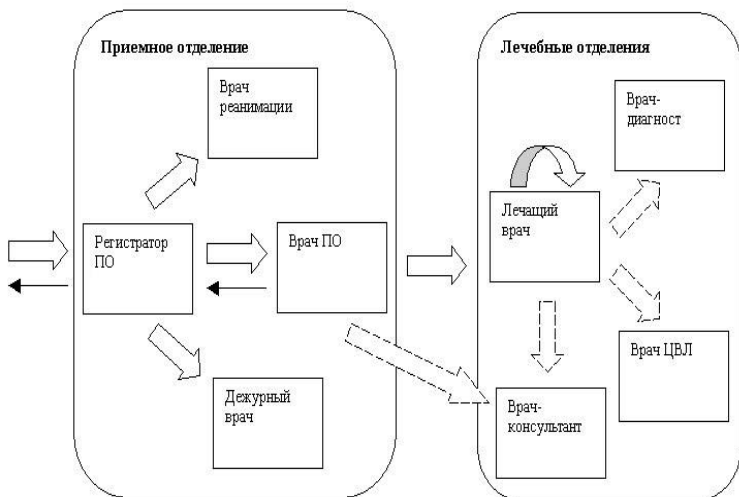 Приемное отделение
Врач
реанимации
Регистратор
ПО
Врач ПО
Дежурный
врач
Лечебные отделения
Врач-
диагност
Лечащий
врач
Врач ЦВЛ
Врач-
консультант